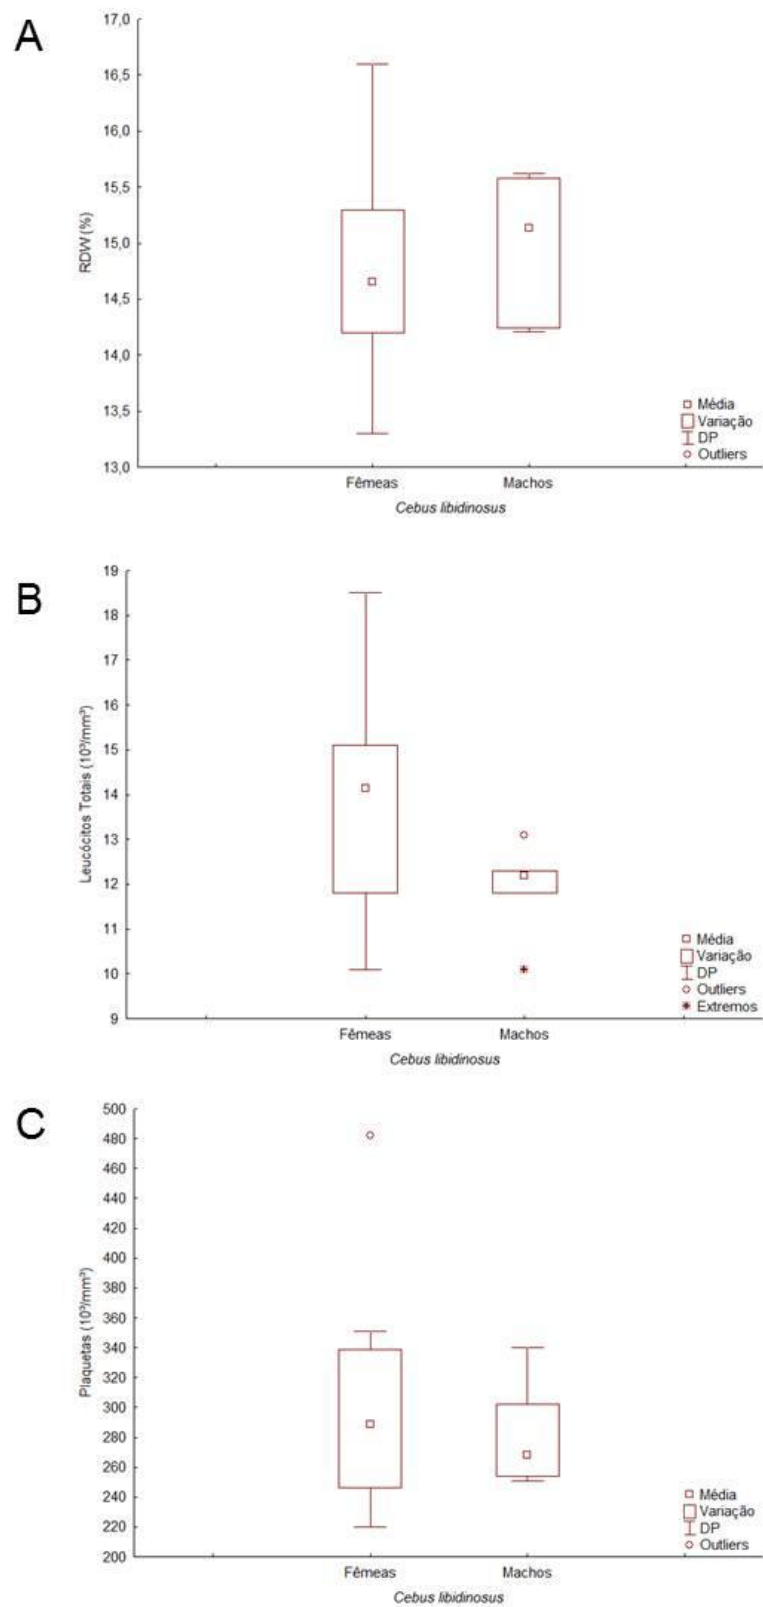 A
17,0
16,5
16,0
15,5
15,0
14,5
14,0
13,5
13,0
RDW (%)
Média
Variação
DP
Outliers
Fêmeas Machos
Cebus libidinosus
B
19
18
17
16
15
14
13
12
11
10
9
Leucócitos Totais (10³/mm³)
Média
Variação
DP
Outliers
Extremos
Fêmeas Machos
Cebus libidinosus
C
500
480
460
440
420
400
380
360
340
320
300
280
260
240
220
200
Plaquetas (10³/mm³)
Média
Variação
DP
Outliers
Fêmeas Machos
Cebus libidinosus